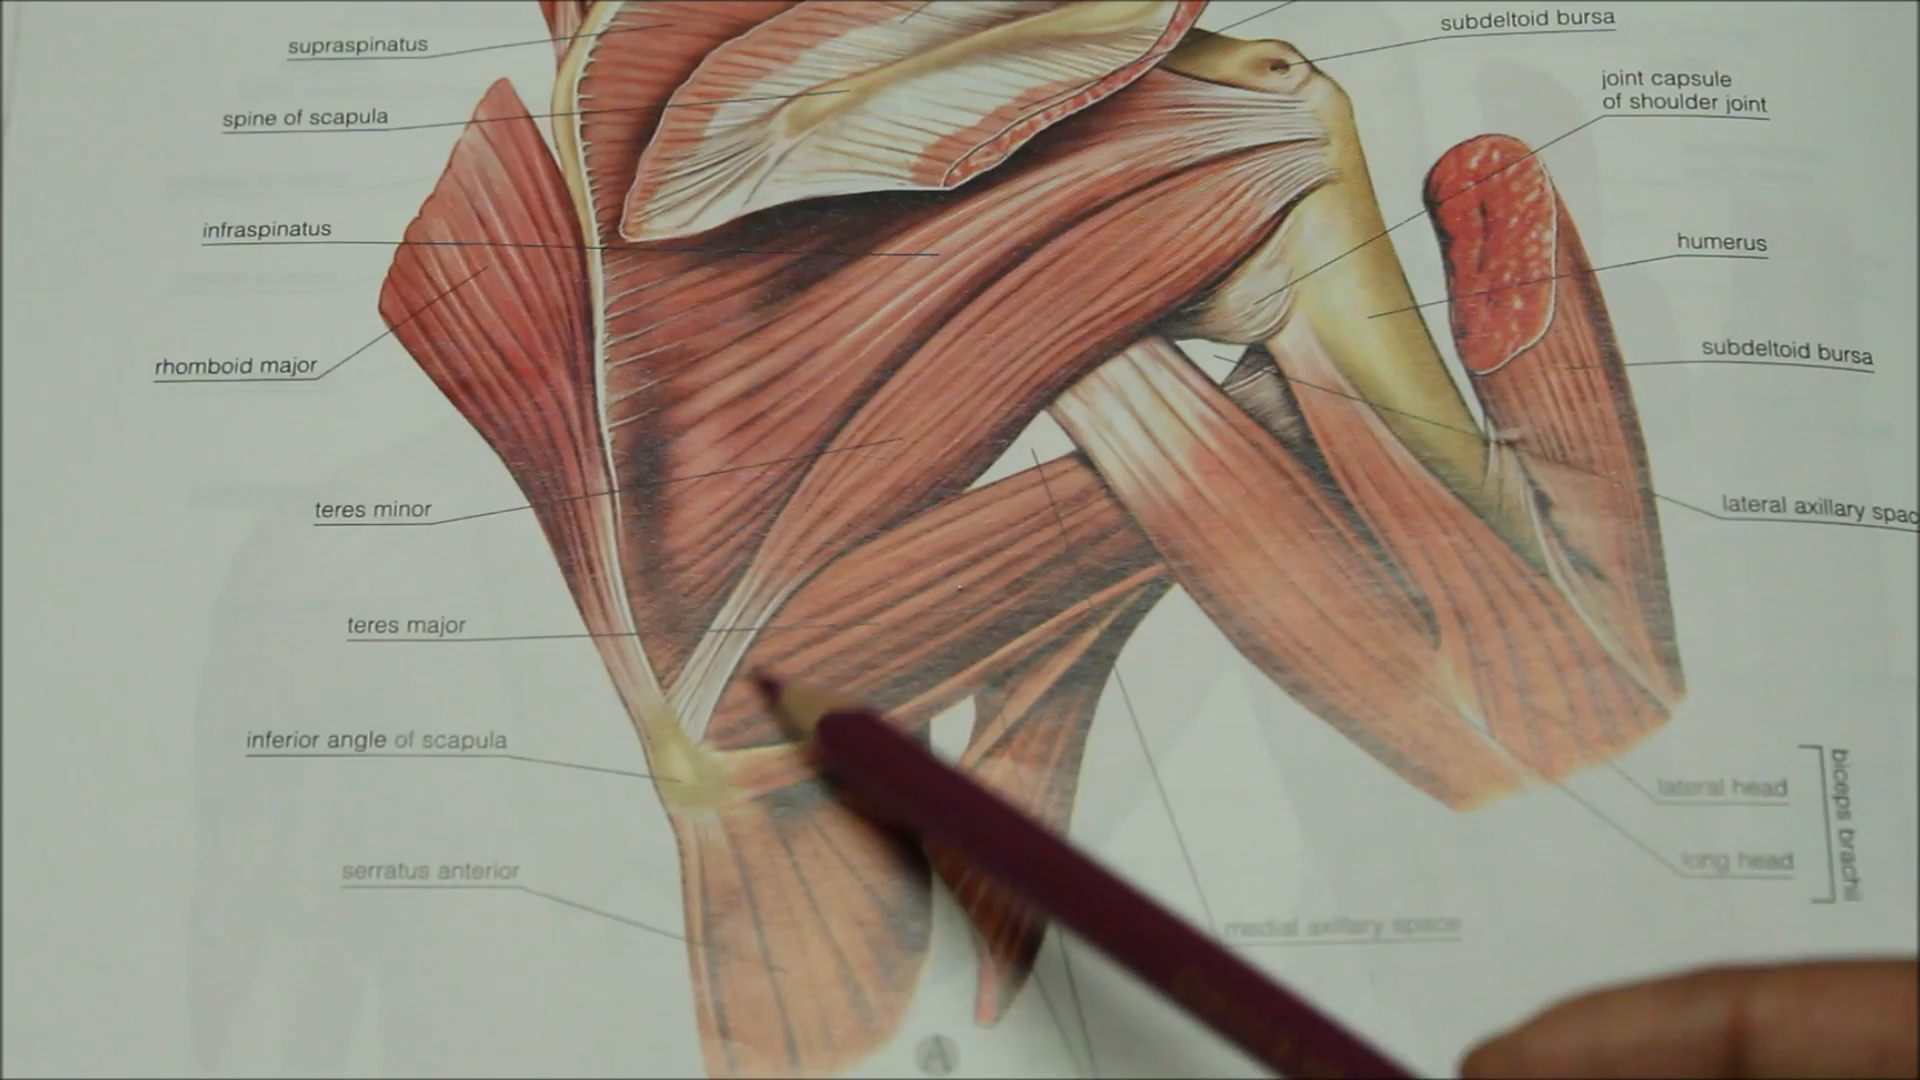 supraspinatus
spine of scapula
infraspinatus
rhomboid major
teres minor
teres major
inferior angle of scapula
serratus anterior
subdeltoid bursa
joint capsule
of shoulder joint
humerus
subdeltoid bursa
lateral axillary spac
lateral head
long head
biceps brachii
medial axillary space
A